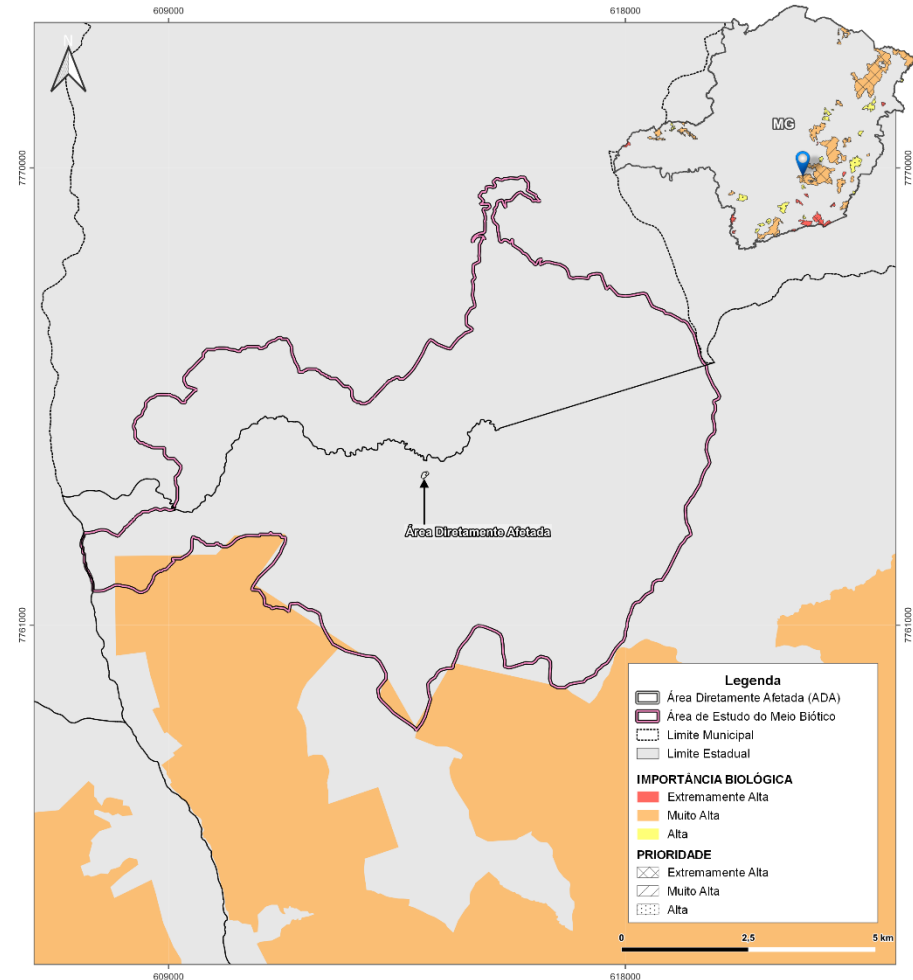 609000
618000
N
MG
7770000
7770000
Área Diretamente Afetada
7761000
7761000
Legenda
Área Diretamente Afetada (ADA)
Área de Estudo do Meio Biótico
Limite Municipal
Limite Estadual
IMPORTÂNCIA BIOLÓGICA
Extremamente Alta
Muito Alta
Alta
PRIORIDADE
Extremamente Alta
Muito Alta
Alta
0 2,5 5 km
609000
618000